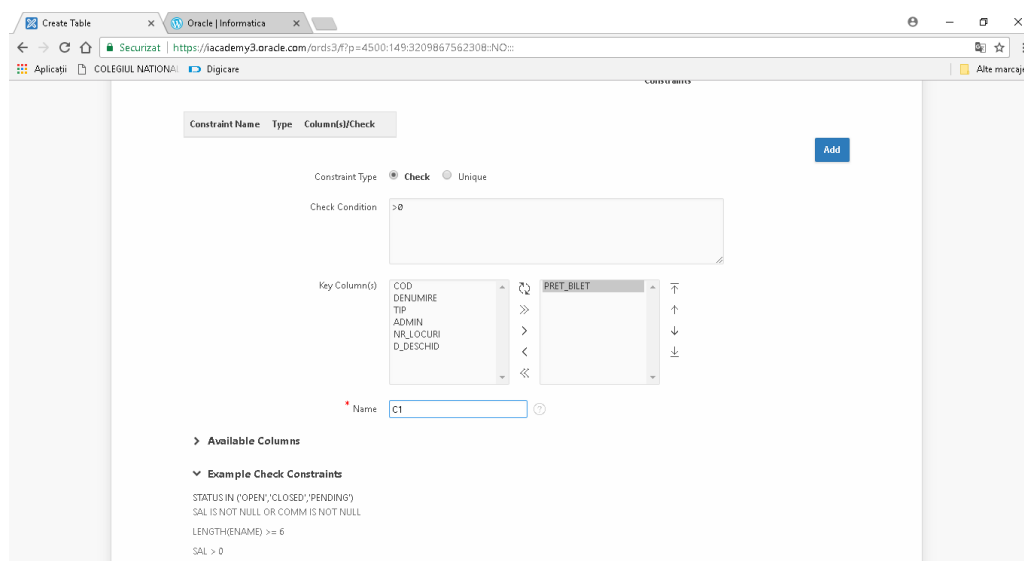 Create Table
Oracle | Informatica
Securizat | https://iacademy3.oracle.com/ords3/f?p=4500:149:3209867562308::NO:::
Aplicații COLEGIUL NATIONAL Digicare Alte marcaje
Constraints
Constraint Name Type Column(s)/Check
Add
Constraint Type Check Unique
Check Condition >0
Key Column(s) COD PRET_BILET
DENUMIRE
TIP
ADMIN
NR_LOCURI
D_DESCHID
* Name C1 ?
Available Columns
Example Check Constraints
STATUS IN ('OPEN','CLOSED','PENDING')
SAL IS NOT NULL OR COMM IS NOT NULL
LENGTH(ENAME) >= 6
SAL > 0